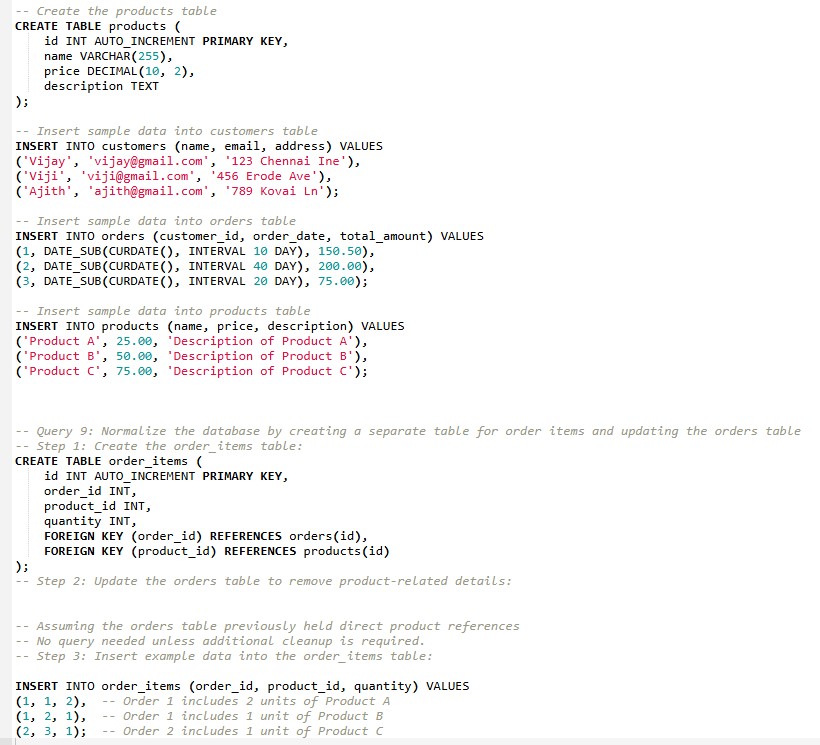 -- Create the products table
CREATE TABLE products (
    id INT AUTO_INCREMENT PRIMARY KEY,
    name VARCHAR(255),
    price DECIMAL(10, 2),
    description TEXT
);

-- Insert sample data into customers table
INSERT INTO customers (name, email, address) VALUES
('Vijay', 'vijay@gmail.com', '123 Chennai Ine'),
('Viji', 'viji@gmail.com', '456 Erode Ave'),
('Ajith', 'ajith@gmail.com', '789 Kovai Ln');

-- Insert sample data into orders table
INSERT INTO orders (customer_id, order_date, total_amount) VALUES
(1, DATE_SUB(CURDATE(), INTERVAL 10 DAY), 150.50),
(2, DATE_SUB(CURDATE(), INTERVAL 40 DAY), 200.00),
(3, DATE_SUB(CURDATE(), INTERVAL 20 DAY), 75.00);

-- Insert sample data into products table
INSERT INTO products (name, price, description) VALUES
('Product A', 25.00, 'Description of Product A'),
('Product B', 50.00, 'Description of Product B'),
('Product C', 75.00, 'Description of Product C');

-- Query 9: Normalize the database by creating a separate table for order items and updating the orders table
-- Step 1: Create the order_items table:
CREATE TABLE order_items (
    id INT AUTO_INCREMENT PRIMARY KEY,
    order_id INT,
    product_id INT,
    quantity INT,
    FOREIGN KEY (order_id) REFERENCES orders(id),
    FOREIGN KEY (product_id) REFERENCES products(id)
);
-- Step 2: Update the orders table to remove product-related details:

-- Assuming the orders table previously held direct product references
-- No query needed unless additional cleanup is required.
-- Step 3: Insert example data into the order_items table:

INSERT INTO order_items (order_id, product_id, quantity) VALUES
(1, 1, 2),  -- Order 1 includes 2 units of Product A
(1, 2, 1),  -- Order 1 includes 1 unit of Product B
(2, 3, 1);  -- Order 2 includes 1 unit of Product C